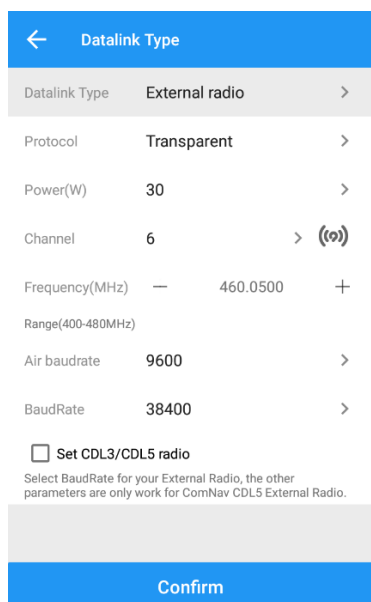 Datalink Type
Datalink Type External radio
Protocol Transparent
Power(W) 30
Channel 6
Frequency(MHz) — 460.0500 +
Range(400-480MHz)
Air baudrate 9600
BaudRate 38400
Set CDL3/CDL5 radio
Select BaudRate for your External Radio, the other
parameters are only work for ComNav CDL5 External Radio.
Confirm